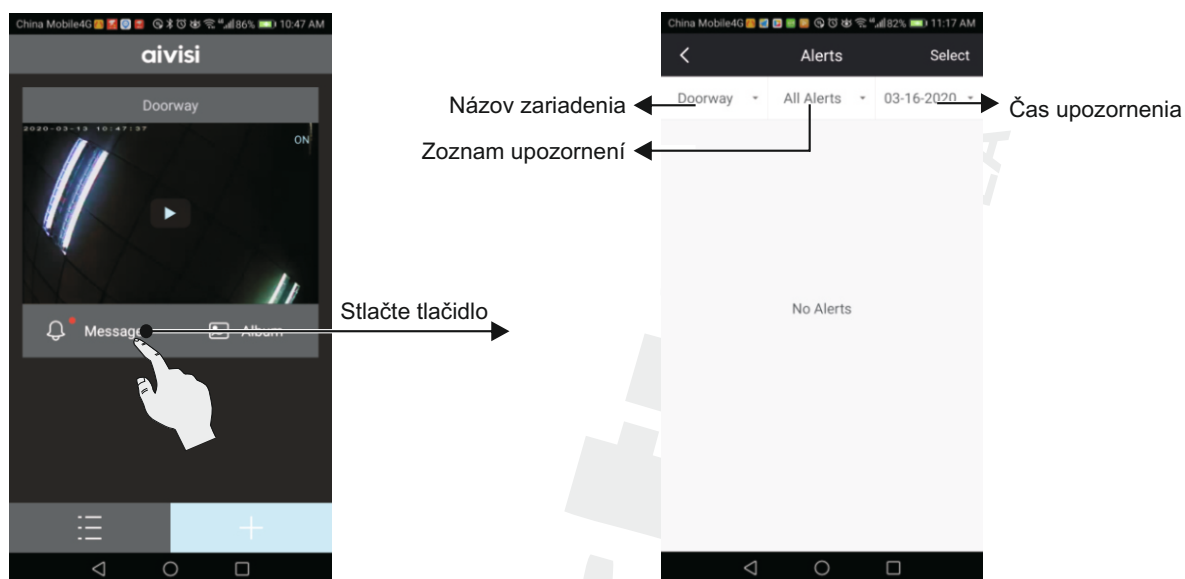 China Mobile4G 86% 10:47 AM
aivisi
Doorway
2020-03-13 10:47:37
ON
Message
Album
Stlačte tlačidlo
China Mobile4G 82% 11:17 AM
Alerts
Select
Doorway
All Alerts
03-16-2020
Názov zariadenia
Čas upozornenia
Zoznam upozornení
No Alerts